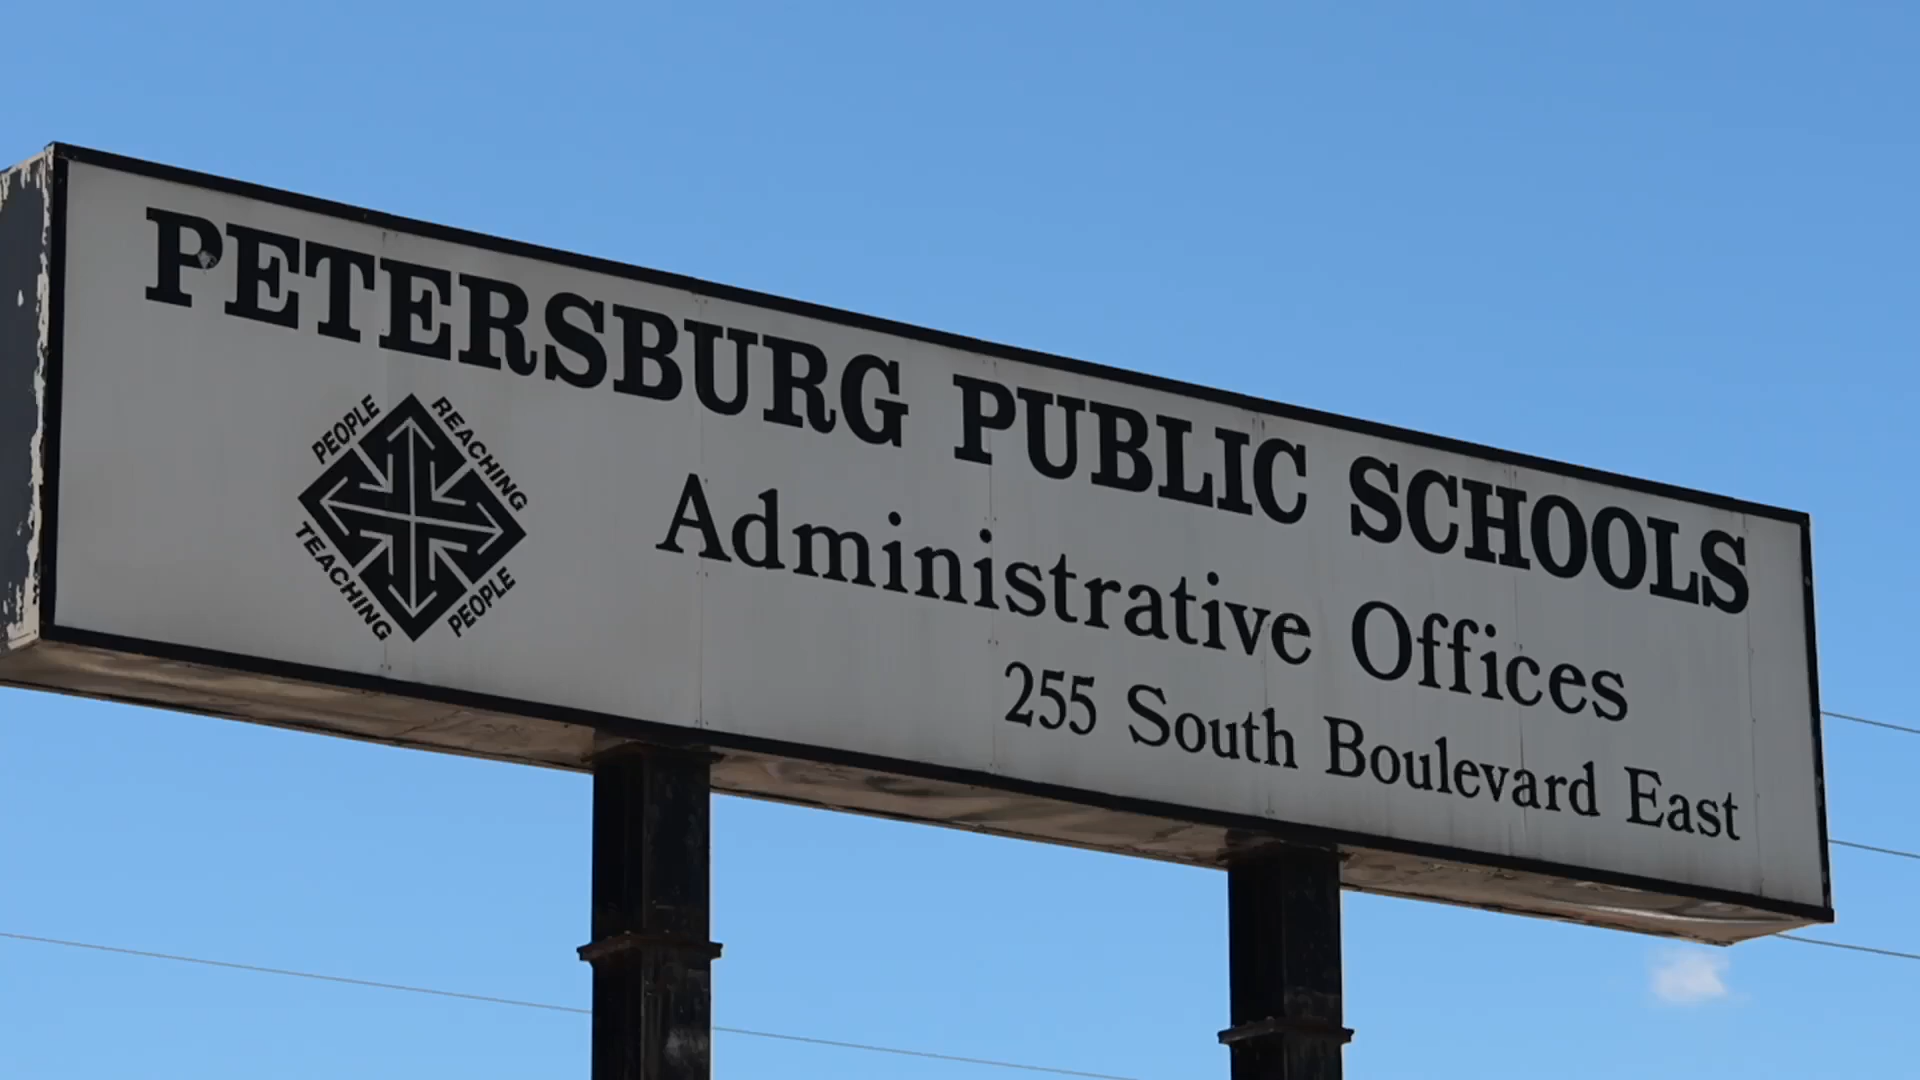 PETERSBURG PUBLIC SCHOOLS
PEOPLE
REACHING
TEACHING
PEOPLE
Administrative Offices
255 South Boulevard East